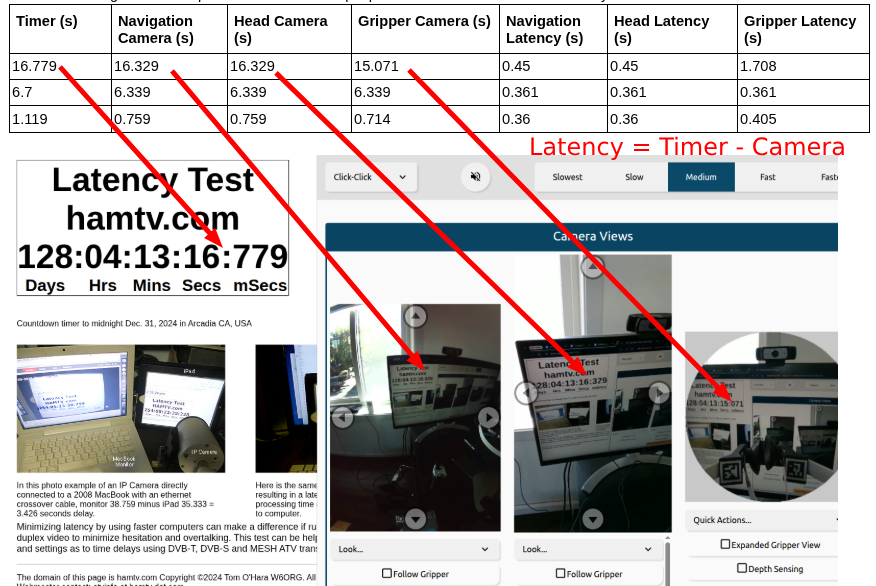 Timer (s)
Navigation Camera (s)
Head Camera (s)
Gripper Camera (s)
Navigation Latency (s)
Head Latency (s)
Gripper Latency (s)
16.779 16.329 16.329 15.071 0.45 0.45 1.708
6.7 6.339 6.339 6.339 0.361 0.361 0.361
1.119 0.759 0.759 0.714 0.36 0.36 0.405
Latency = Timer - Camera
Latency Test
hamtv.com
128:04:13:16:779
Days Hrs Mins Secs mSecs
Countdown timer to midnight Dec. 31, 2024 in Arcadia CA, USA
iPad
MacBook
Monitor
IP Camera
In this photo example of an IP Camera directly
connected to a 2008 MacBook with an ethernet
crossover cable, monitor 38.759 minus iPad 35.333 =
3.426 seconds delay.
Here is the same
resulting in a late
processing time
to computer.
Minimizing latency by using faster computers can make a difference if ru
duplex video to minimize hesitation and overtalking. This test can be help
and settings as to time delays using DVB-T, DVB-S and MESH ATV tran
The domain of this page is hamtv.com Copyright ©2024 Tom O'Hara W6ORG. All
Click-Click
Slowest Slow Medium Fast Faste
Camera Views
Latency Test
hamtv.com
128:04:13:16:329
Latency Test
hamtv.com
128:04:13:16:329
Latency Test
hamtv.com
28:04:13:15:071
Look...
Follow Gripper
Look...
Follow Gripper
Quick Actions...
Expanded Gripper View
Depth Sensing